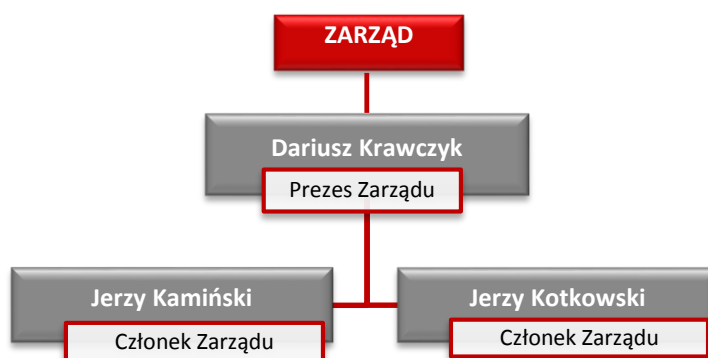 ZARZĄD
Dariusz Krawczyk
Prezes Zarządu
Jerzy Kamiński
Członek Zarządu
Jerzy Kotkowski
Członek Zarządu